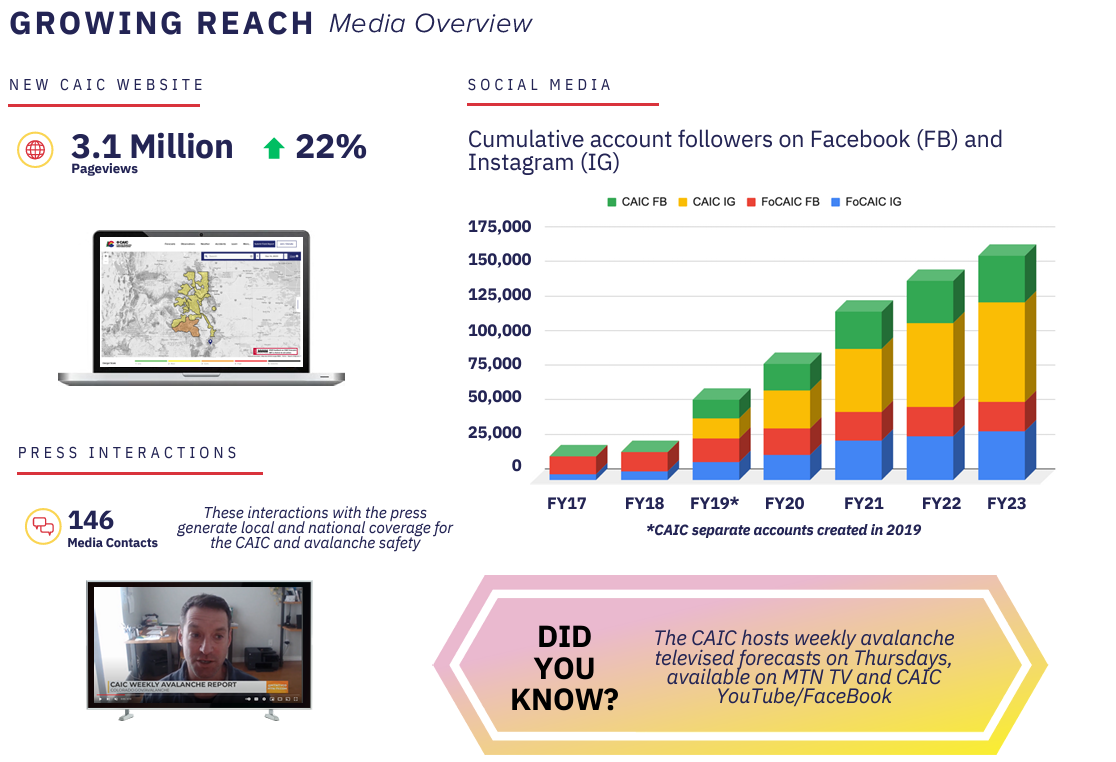 GROWING REACH Media Overview
NEW CAIC WEBSITE
3.1 Million
Pageviews
22%
PRESS INTERACTIONS
146
Media Contacts
These interactions with the press
generate local and national coverage for
the CAIC and avalanche safety
CAIC WEEKLY AVALANCHE REPORT
SOCIAL MEDIA
Cumulative account followers on Facebook (FB) and
Instagram (IG)
CAIC FB CAIC IG FoCAIC FB FoCAIC IG
175,000
150,000
125,000
100,000
75,000
50,000
25,000
0
FY17 FY18 FY19* FY20 FY21 FY22 FY23
*CAIC separate accounts created in 2019
DID
YOU
KNOW?
The CAIC hosts weekly avalanche
televised forecasts on Thursdays,
available on MTN TV and CAIC
YouTube/FaceBook